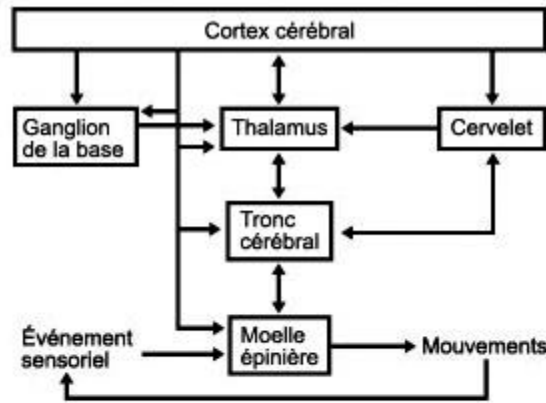 Cortex cérébral
Ganglion
de la base
Thalamus
Cervelet
Tronc
cérébral
Événement
sensoriel
Moelle
épinière
Mouvements